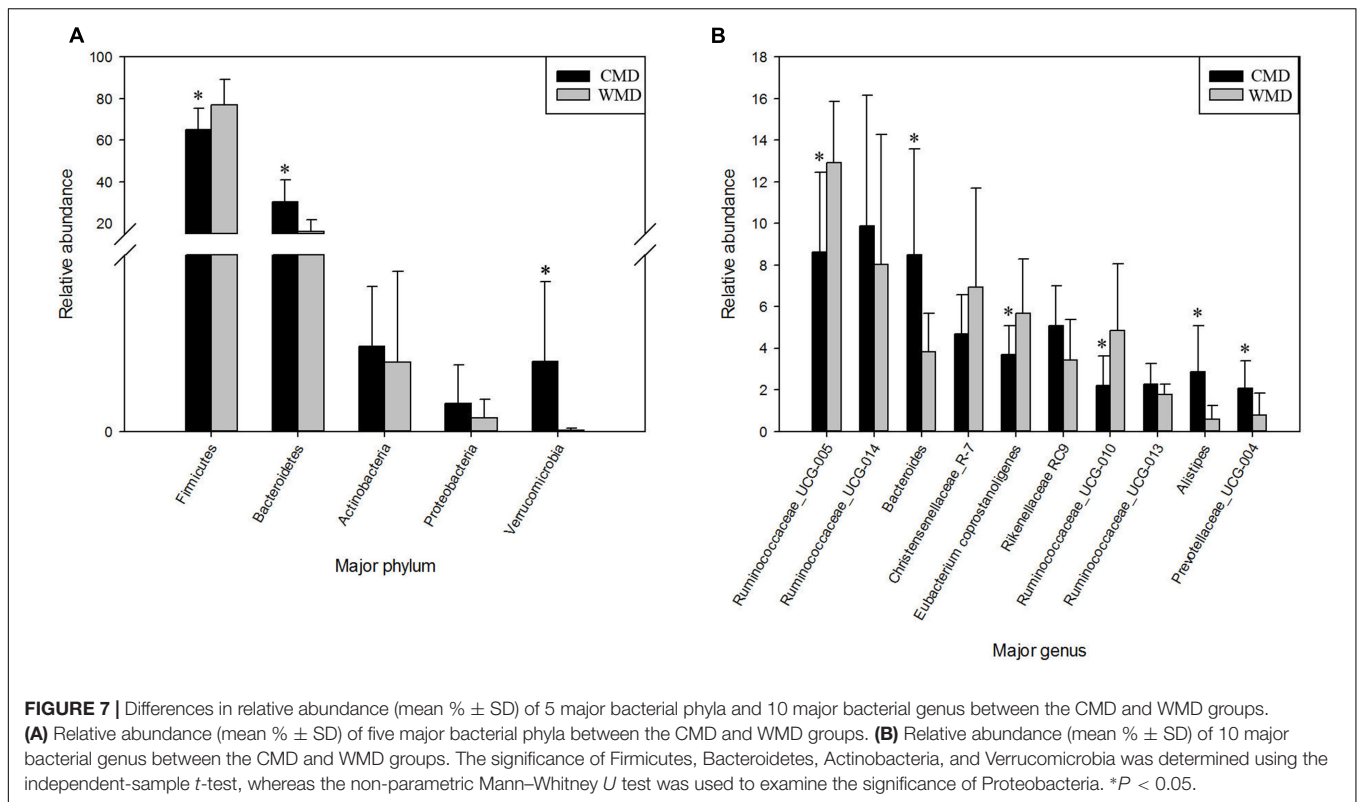 A
Relative abundance
100
80
60
40
20
0
CMD
WMD
*
*
*
Firmicutes
Bacteroidetes
Actinobacteria
Proteobacteria
Verrucomicrobia
Major phylum
B
Relative abundance
18
16
14
12
10
8
6
4
2
0
CMD
WMD
*
*
*
*
*
*
Ruminococcaceae_UCG-005
Ruminococcaceae_UCG-014
Bacteroides
Christensenellaceae_R-7
Eubacterium coprostanoligenes
Rikenellaceae RC9
Ruminococcaceae_UCG-010
Ruminococcaceae_UCG-013
Alistipes
Prevotellaceae_UCG-004
Major genus
FIGURE 7 | Differences in relative abundance (mean % ± SD) of 5 major bacterial phyla and 10 major bacterial genus between the CMD and WMD groups.
(A) Relative abundance (mean % ± SD) of five major bacterial phyla between the CMD and WMD groups. (B) Relative abundance (mean % ± SD) of 10 major
bacterial genus between the CMD and WMD groups. The significance of Firmicutes, Bacteroidetes, Actinobacteria, and Verrucomicrobia was determined using the
independent-sample t-test, whereas the non-parametric Mann–Whitney U test was used to examine the significance of Proteobacteria. *P < 0.05.